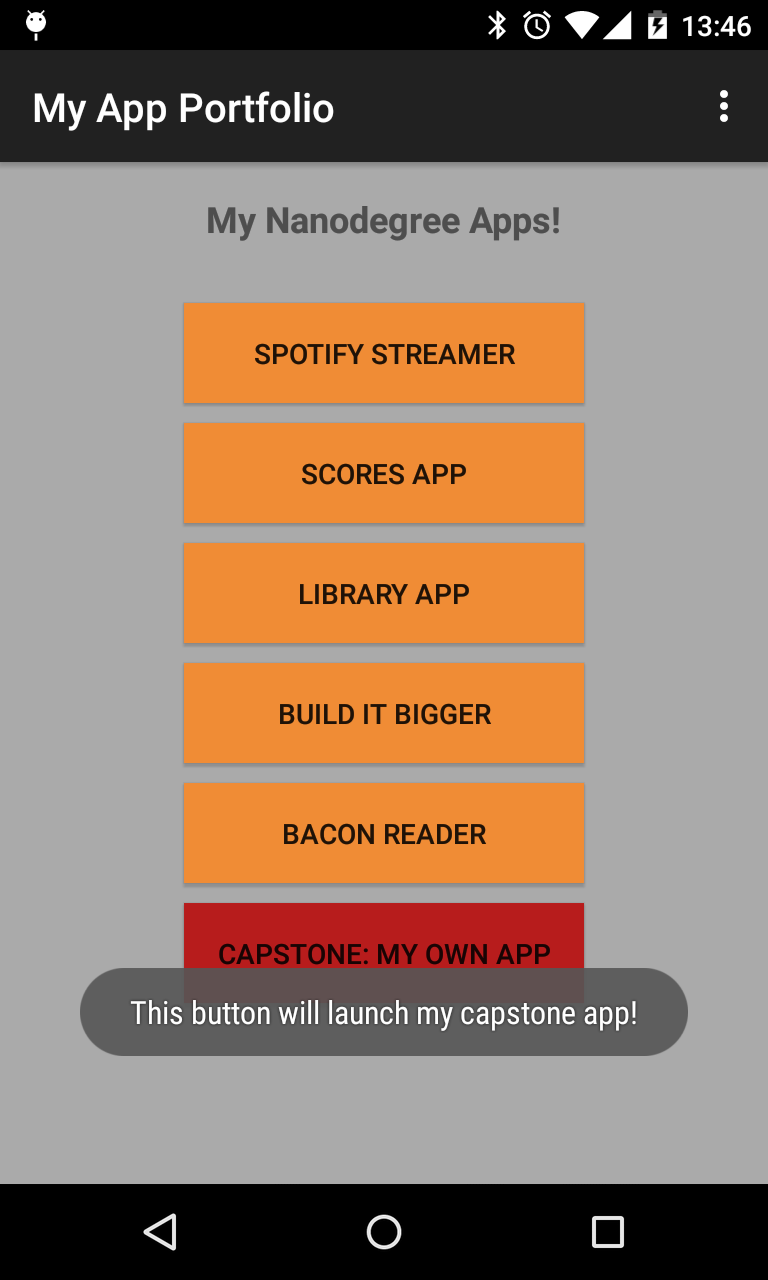 13:46
My App Portfolio
My Nanodegree Apps!
SPOTIFY STREAMER
SCORES APP
LIBRARY APP
BUILD IT BIGGER
BACON READER
CAPSTONE: MY OWN APP
This button will launch my capstone app!